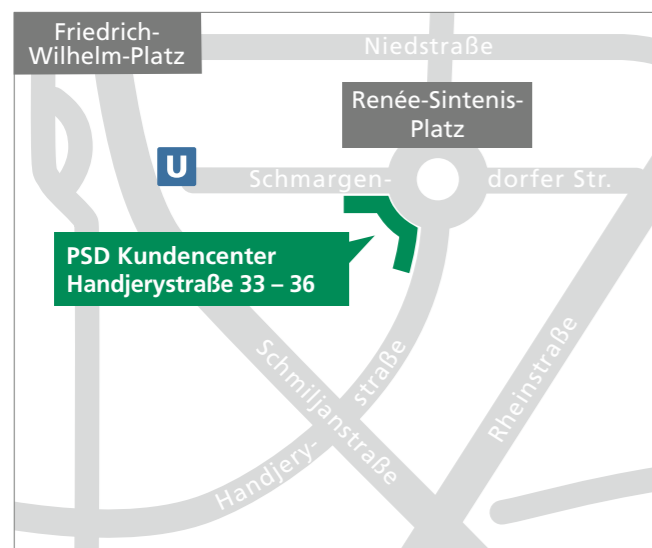 Friedrich-
Wilhelm-Platz
Niedstraße
Renée-Sintenis-
Platz
U
Schmargen-
dorfer Str.
PSD Kundencenter
Handjerystraße 33 – 36
Schmiljanstraße
Handjery-
straße
Rheinstraße